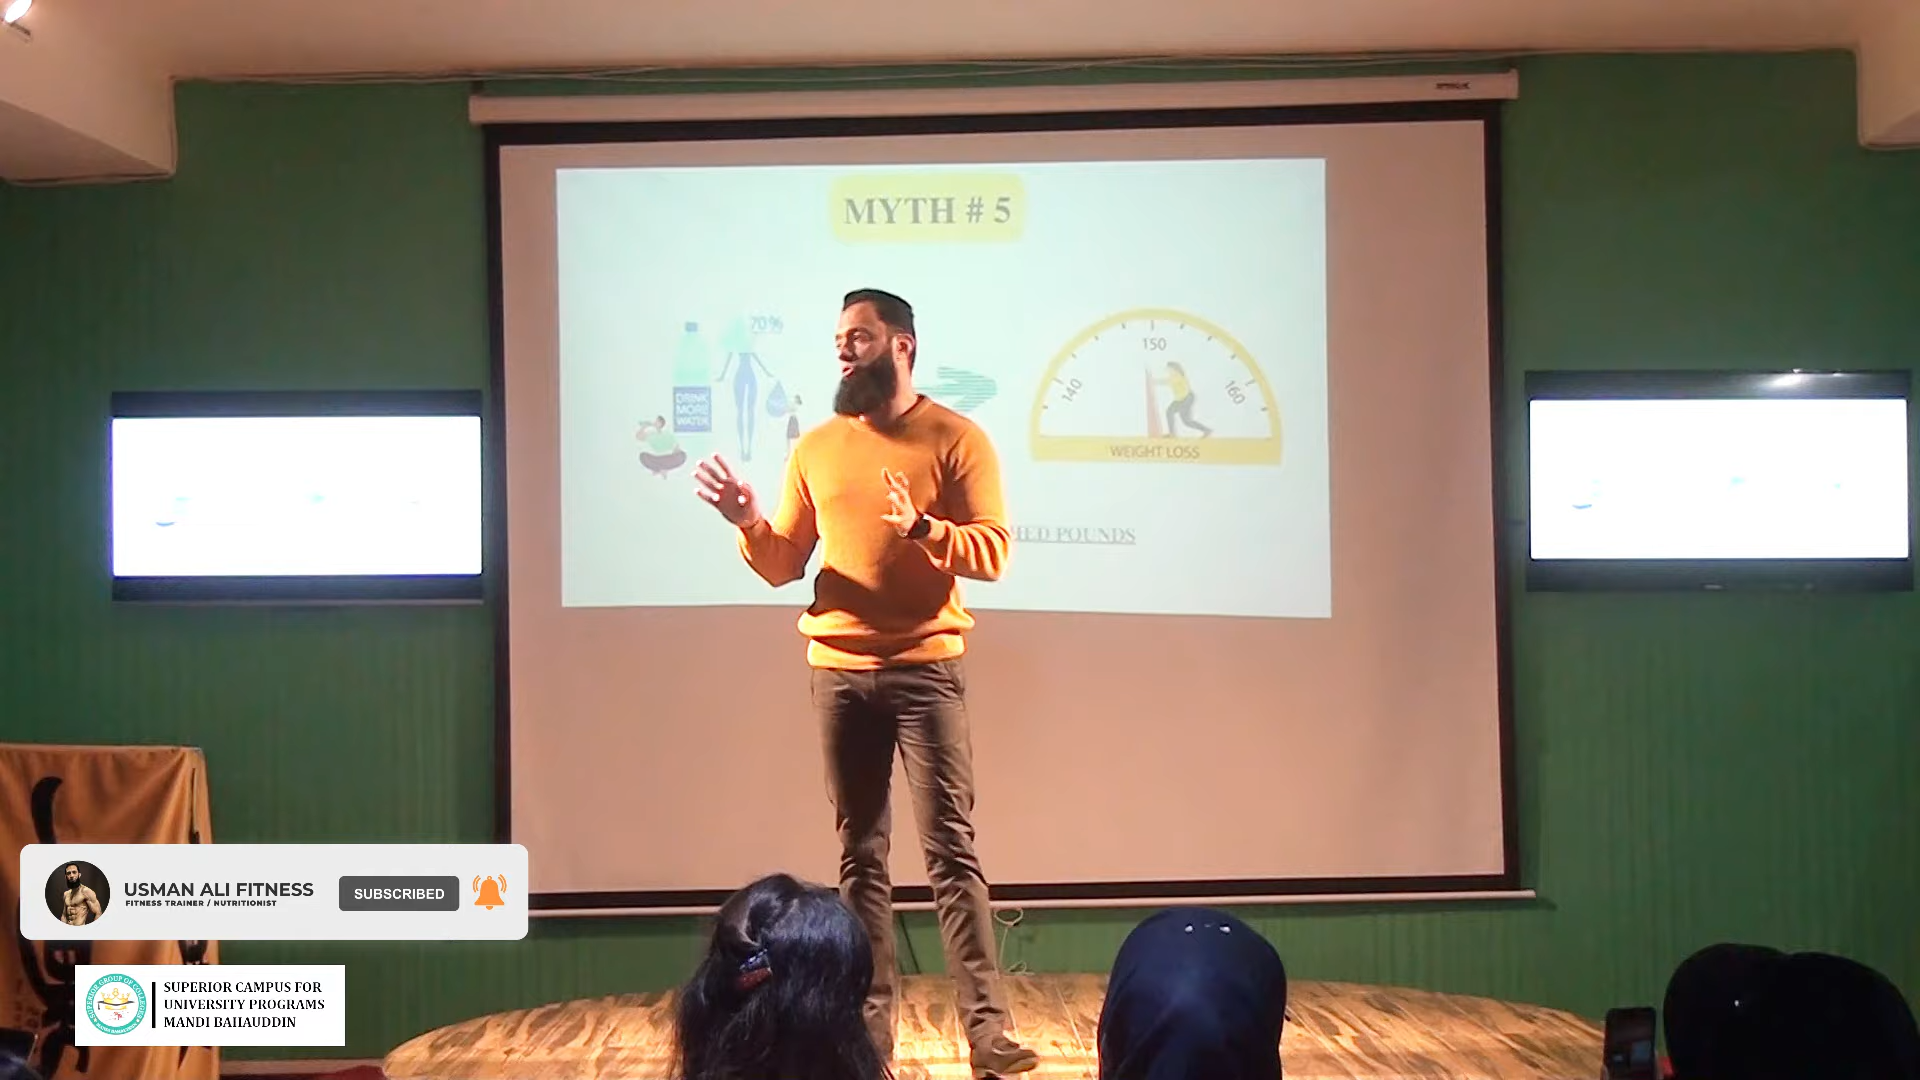 MYTH # 5
70%
DRINK
MORE
WATER
140
150
160
WEIGHT LOSS
POUNDS
USMAN ALI FITNESS
FITNESS TRAINER / NUTRITIONIST
SUBSCRIBED
SUPERIOR CAMPUS FOR
UNIVERSITY PROGRAMS
MANDI BAHAUDDIN